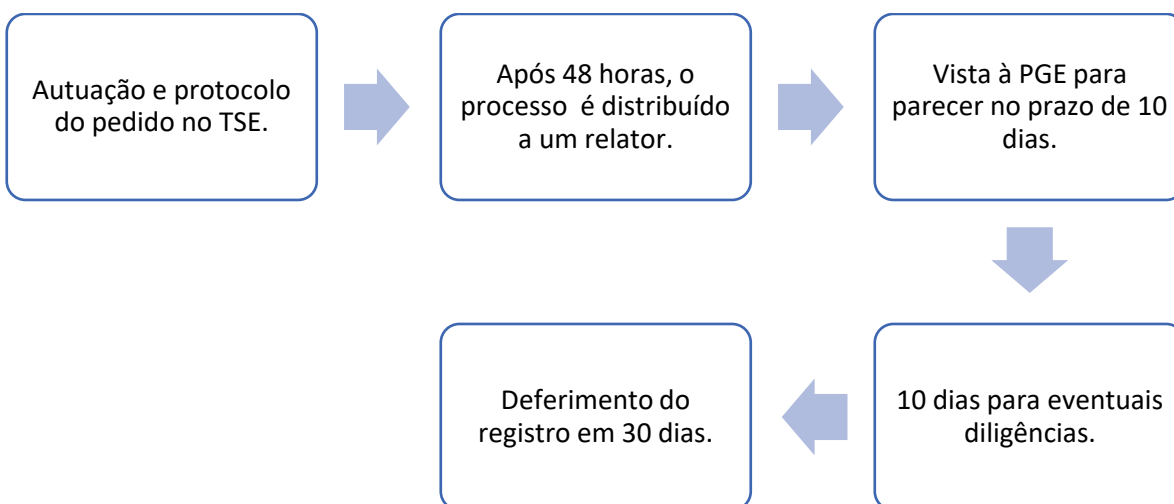 Autuação e protocolo
do pedido no TSE.
Após 48 horas, o
processo é distribuído
a um relator.
Vista à PGE para
parecer no prazo de 10
dias.
10 dias para eventuais
diligências.
Deferimento do
registro em 30 dias.